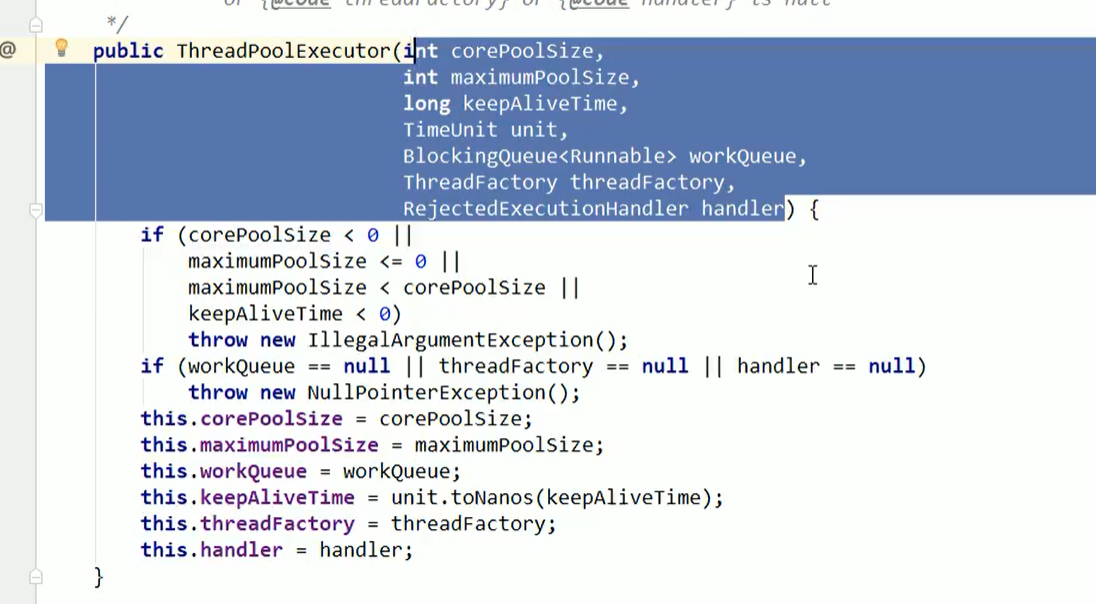 or {@code threadFactory} or {@code handler} is null
*/
@ public ThreadPoolExecutor(int corePoolSize,
int maximumPoolSize,
long keepAliveTime,
TimeUnit unit,
BlockingQueue<Runnable> workQueue,
ThreadFactory threadFactory,
RejectedExecutionHandler handler) {
if (corePoolSize < 0 ||
maximumPoolSize <= 0 ||
maximumPoolSize < corePoolSize ||
keepAliveTime < 0)
throw new IllegalArgumentException();
if (workQueue == null || threadFactory == null || handler == null)
throw new NullPointerException();
this.corePoolSize = corePoolSize;
this.maximumPoolSize = maximumPoolSize;
this.workQueue = workQueue;
this.keepAliveTime = unit.toNanos(keepAliveTime);
this.threadFactory = threadFactory;
this.handler = handler;
}